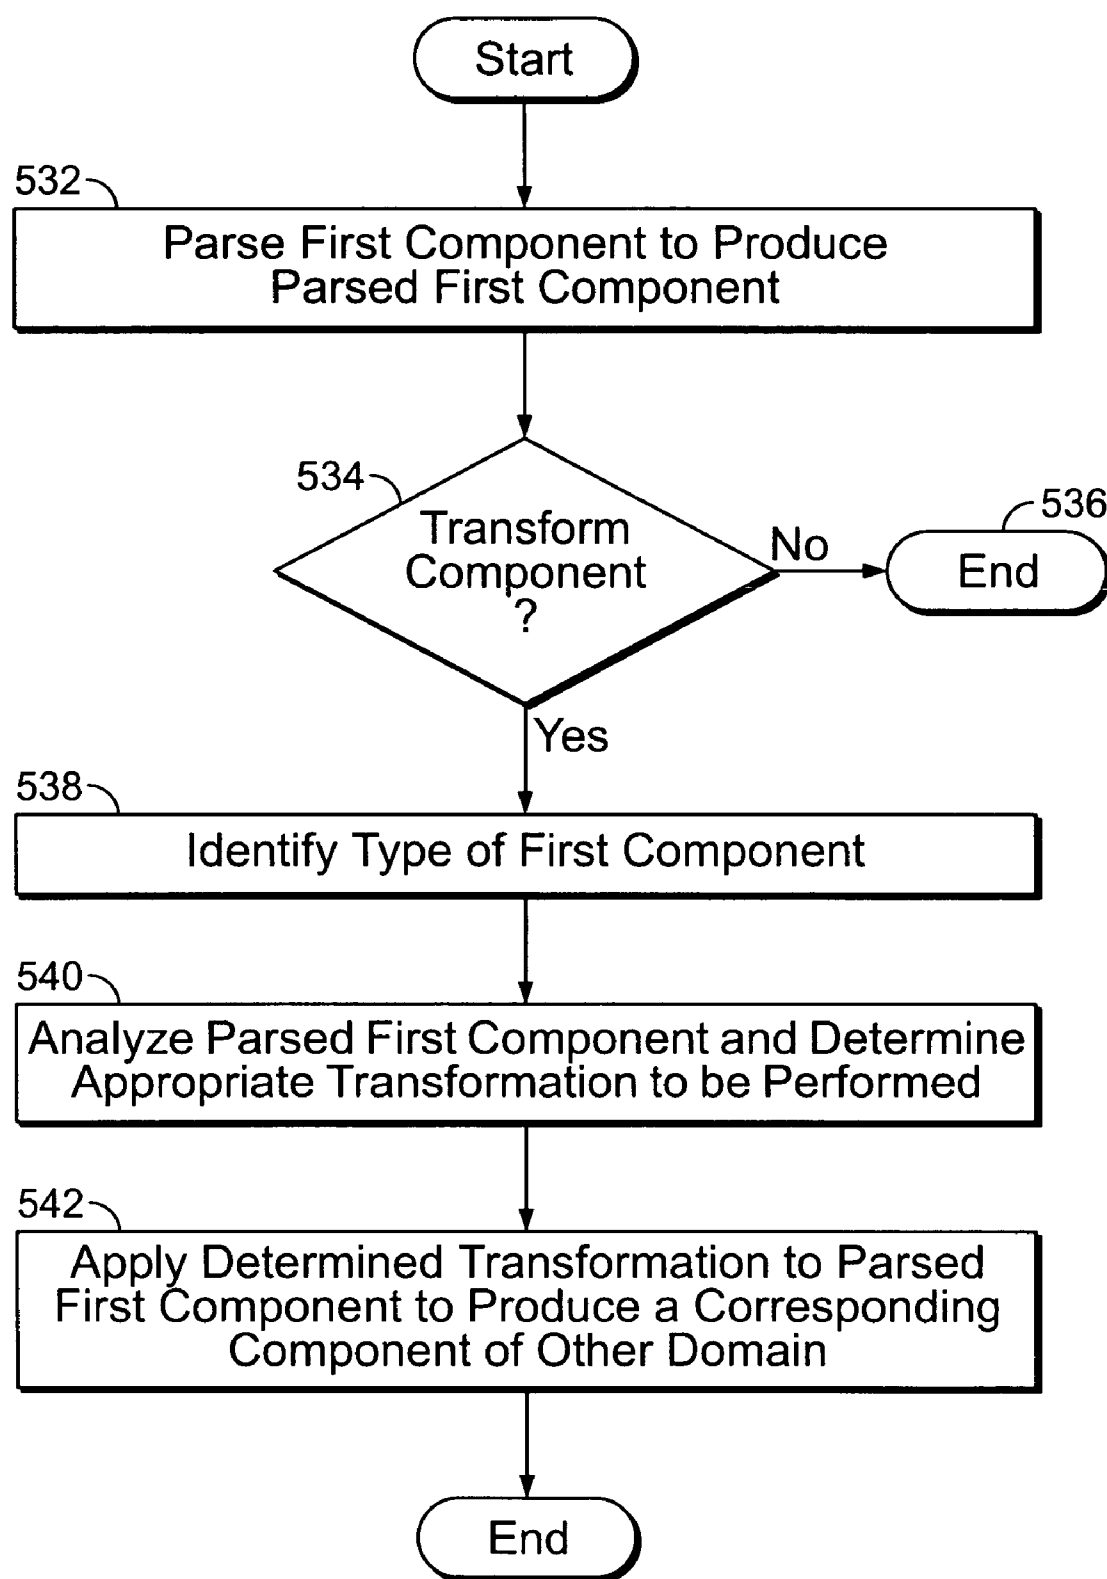 Start
532
Parse First Component to Produce
Parsed First Component
534
Transform
Component
?
No
536
End
Yes
538
Identify Type of First Component
540
Analyze Parsed First Component and Determine
Appropriate Transformation to be Performed
542
Apply Determined Transformation to Parsed
First Component to Produce a Corresponding
Component of Other Domain
End